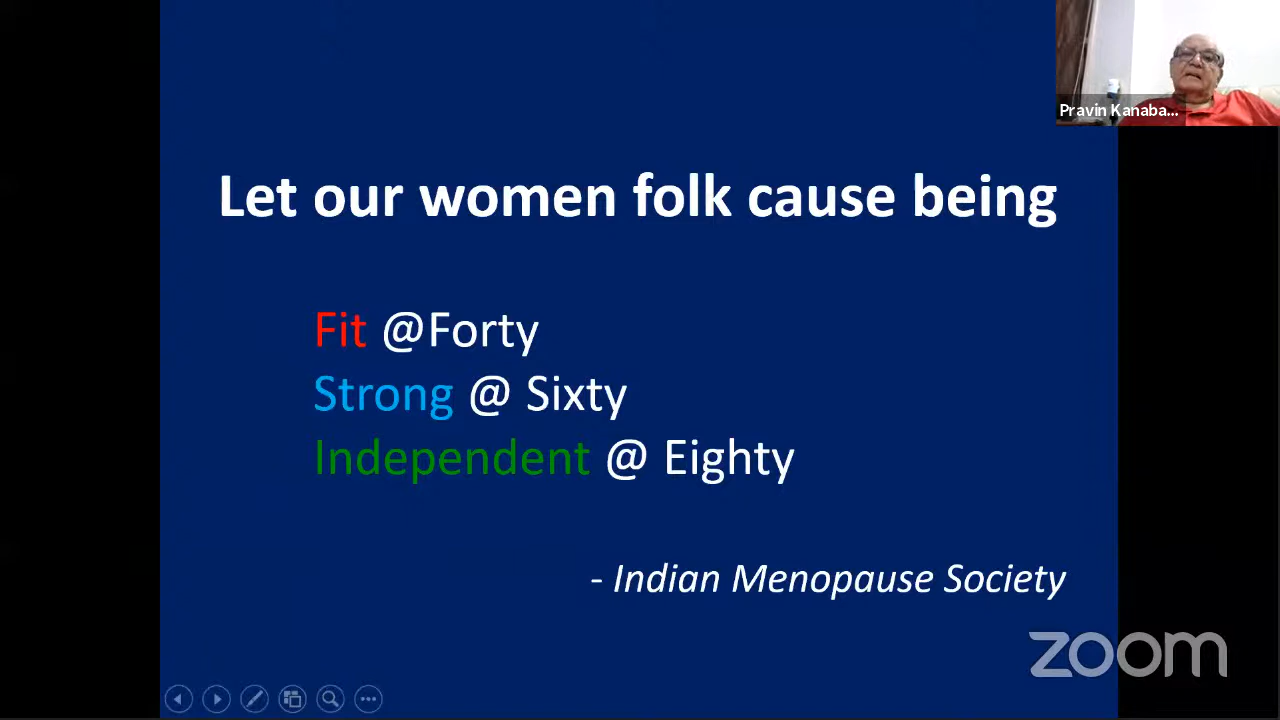 Pravin Kanaba...
Let our women folk cause being
Fit @Forty
Strong @ Sixty
Independent @ Eighty
- Indian Menopause Society
zoom